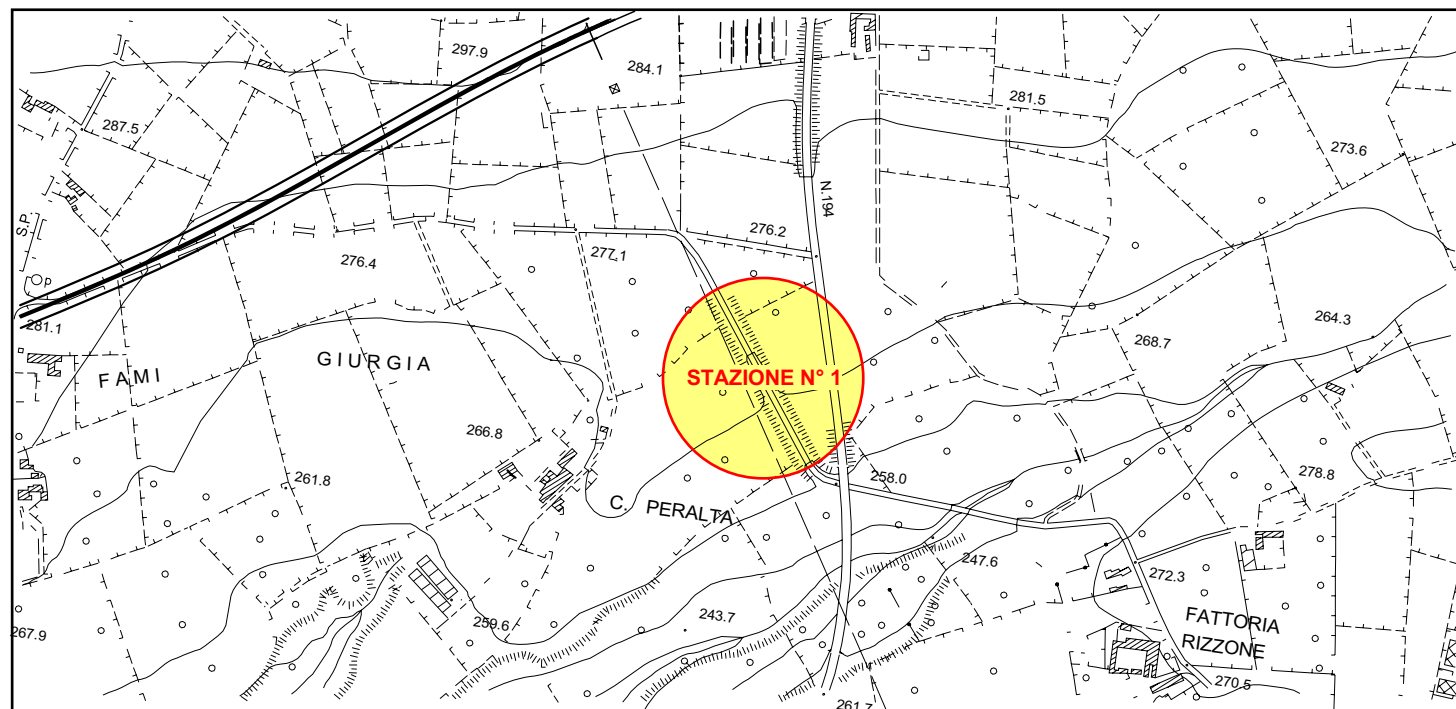 297.9
284.1
281.5
287.5
273.6
N.194
S.P.
276.2
277.1
276.4
p
281.1
264.3
268.7
GIURGIA
FAMI
STAZIONE N° 1
266.8
261.8
258.0
278.8
C. PERALTA
247.6
272.3
243.7
259.6
267.9
FATTORIA
RIZZONE
270.5
261.7